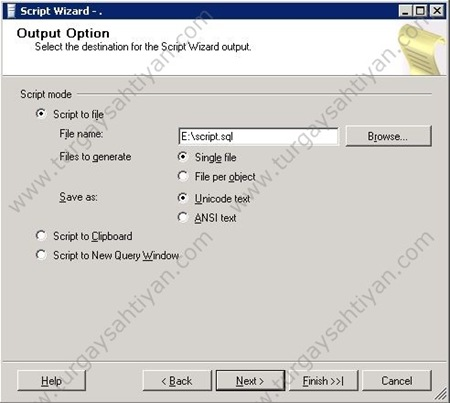 Script Wizard - .
Output Option
Select the destination for the Script Wizard output.
Script mode
Script to file
File name:
E:\script.sql
Browse...
Files to generate
Single file
File per object
Save as:
Unicode text
ANSI text
Script to Clipboard
Script to New Query Window
Help
< Back
Next >
Finish >>|
Cancel
www.turgaysahtiyan.com
www.turgaysahtiyan.com
www.turgaysahtiyan.com
www.turgaysahtiyan.com